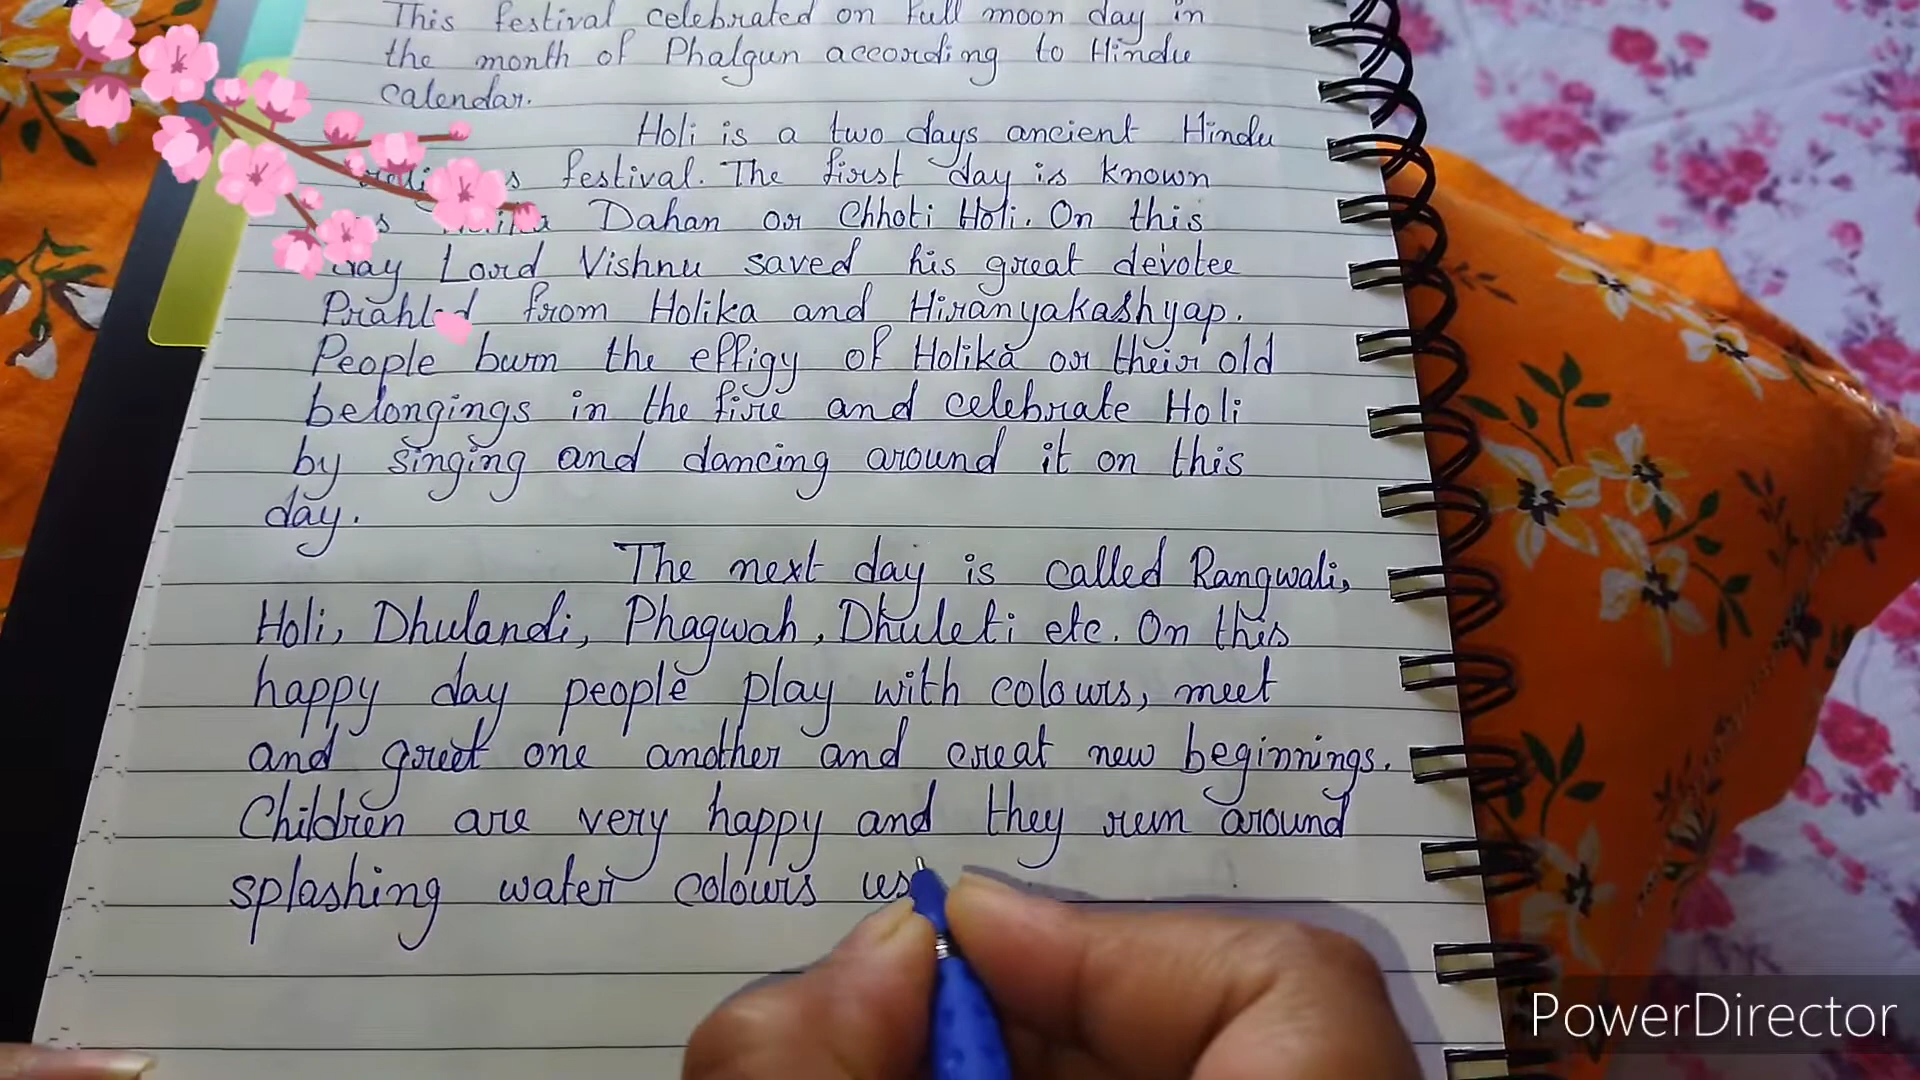 This festival celebrated on Full moon day in
the month of Phalgun according to Hindu
calendar.
Holi is a two days ancient Hindu
festival. The first day is known
Dahan or Chhoti Holi. On this
day Lord Vishnu saved his great devotee
Prahlad from Holika and Hiranyakashyap.
People burn the effigy of Holika or their old
belongings in the fire and celebrate Holi
by singing and dancing around it on this
day.
The next day is called Rangwali,
Holi, Dhulandi, Phagwah, Dhuleti etc. On this
happy day people play with colours, meet
and greet one another and creat new beginnings.
Children are very happy and they run around
splashing water colours us
PowerDirector